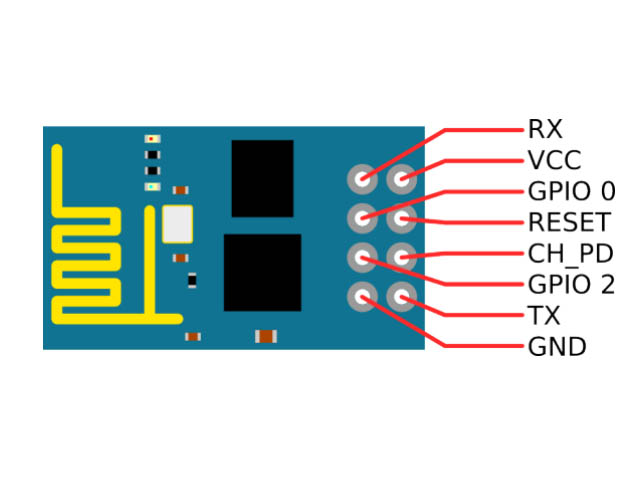 RX
VCC
GPIO 0
RESET
CH_PD
GPIO 2
TX
GND